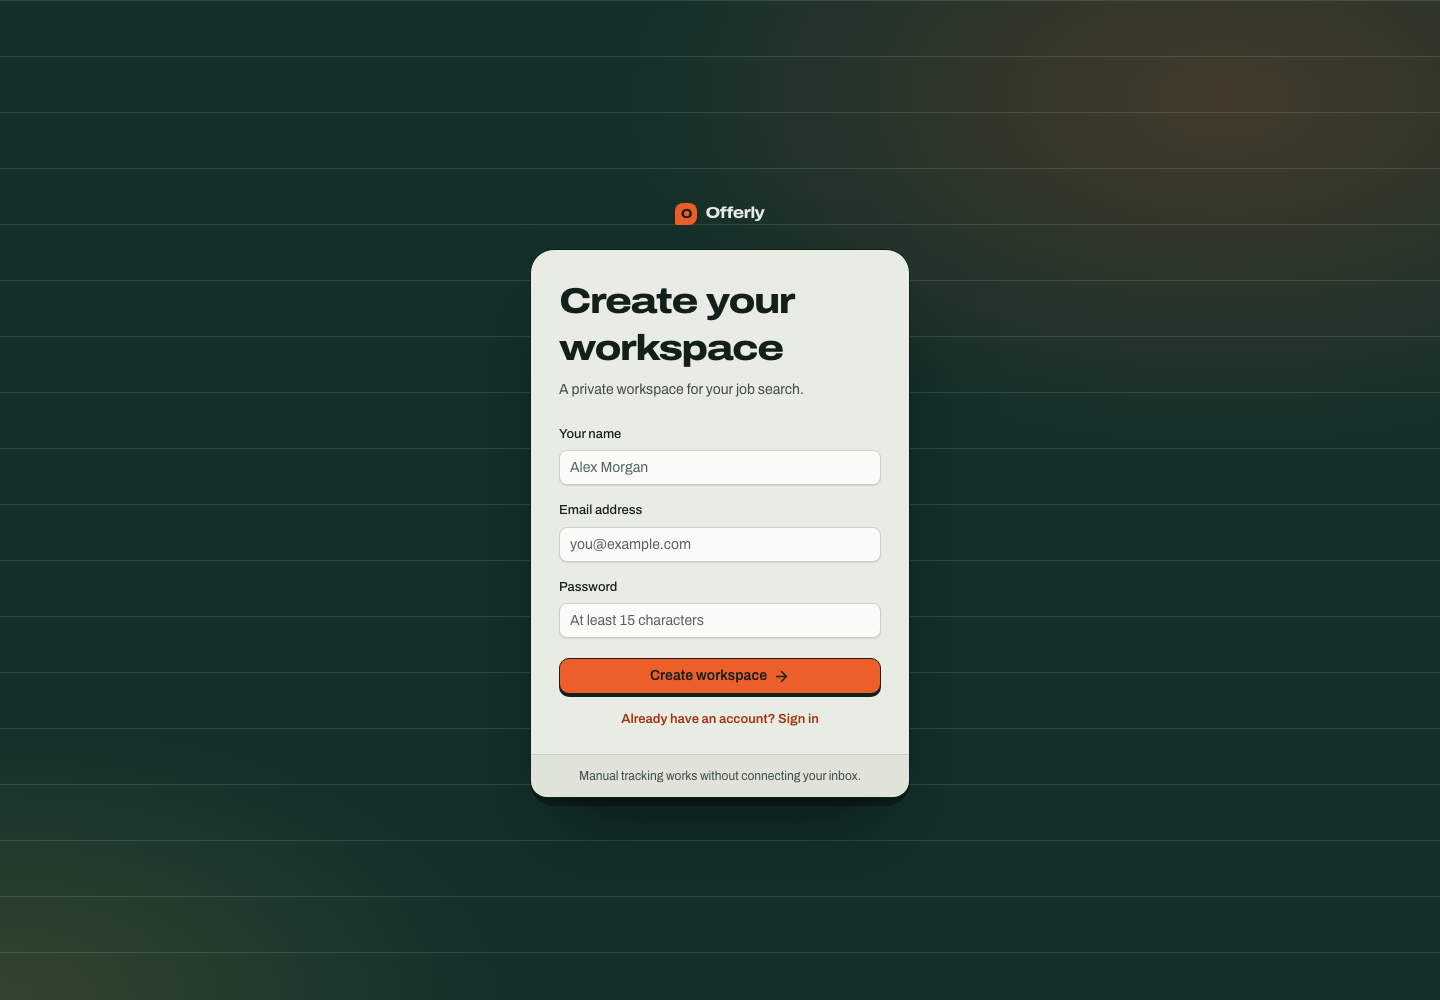 Offerly
Create your
workspace
A private workspace for your job search.
Your name
Alex Morgan
Email address
you@example.com
Password
At least 15 characters
Create workspace →
Already have an account? Sign in
Manual tracking works without connecting your inbox.